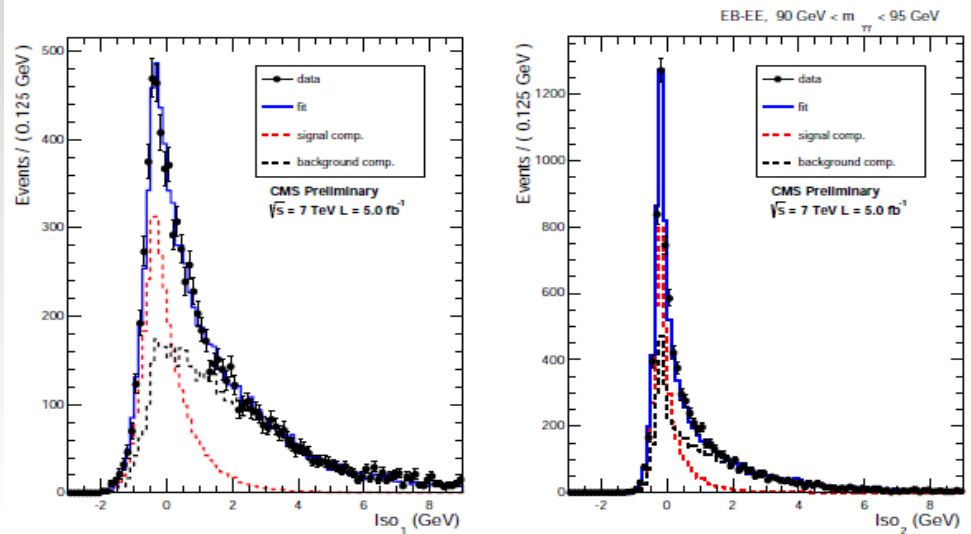 EB-EE, 90 GeV < m γγ < 95 GeV
Events / ( 0.125 GeV )
500
400
300
200
100
0
data
fit
signal comp.
background comp.
CMS Preliminary
√s = 7 TeV L = 5.0 fb-1
-2 0 2 4 6 8
Iso1 (GeV)
Events / ( 0.125 GeV )
1200
1000
800
600
400
200
0
data
fit
signal comp.
background comp.
CMS Preliminary
√s = 7 TeV L = 5.0 fb-1
-2 0 2 4 6 8
Iso2 (GeV)